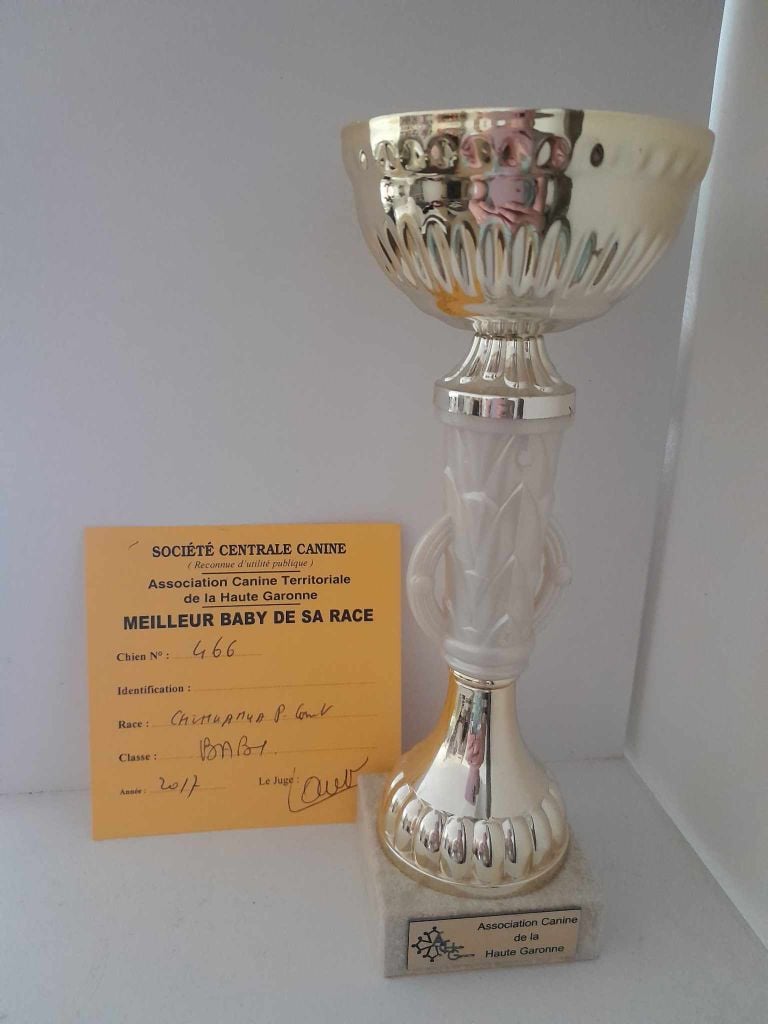 SOCIÉTÉ CENTRALE CANINE
( Reconnue d'utilité publique )
Association Canine Territoriale
de la Haute Garonne
MEILLEUR BABY DE SA RACE
Chien N° : 466
Identification :
Race : CHIHUAHUA P. Court
Classe : BABY
Année : 2017 Le Juge :
Association Canine
de la
Haute Garonne